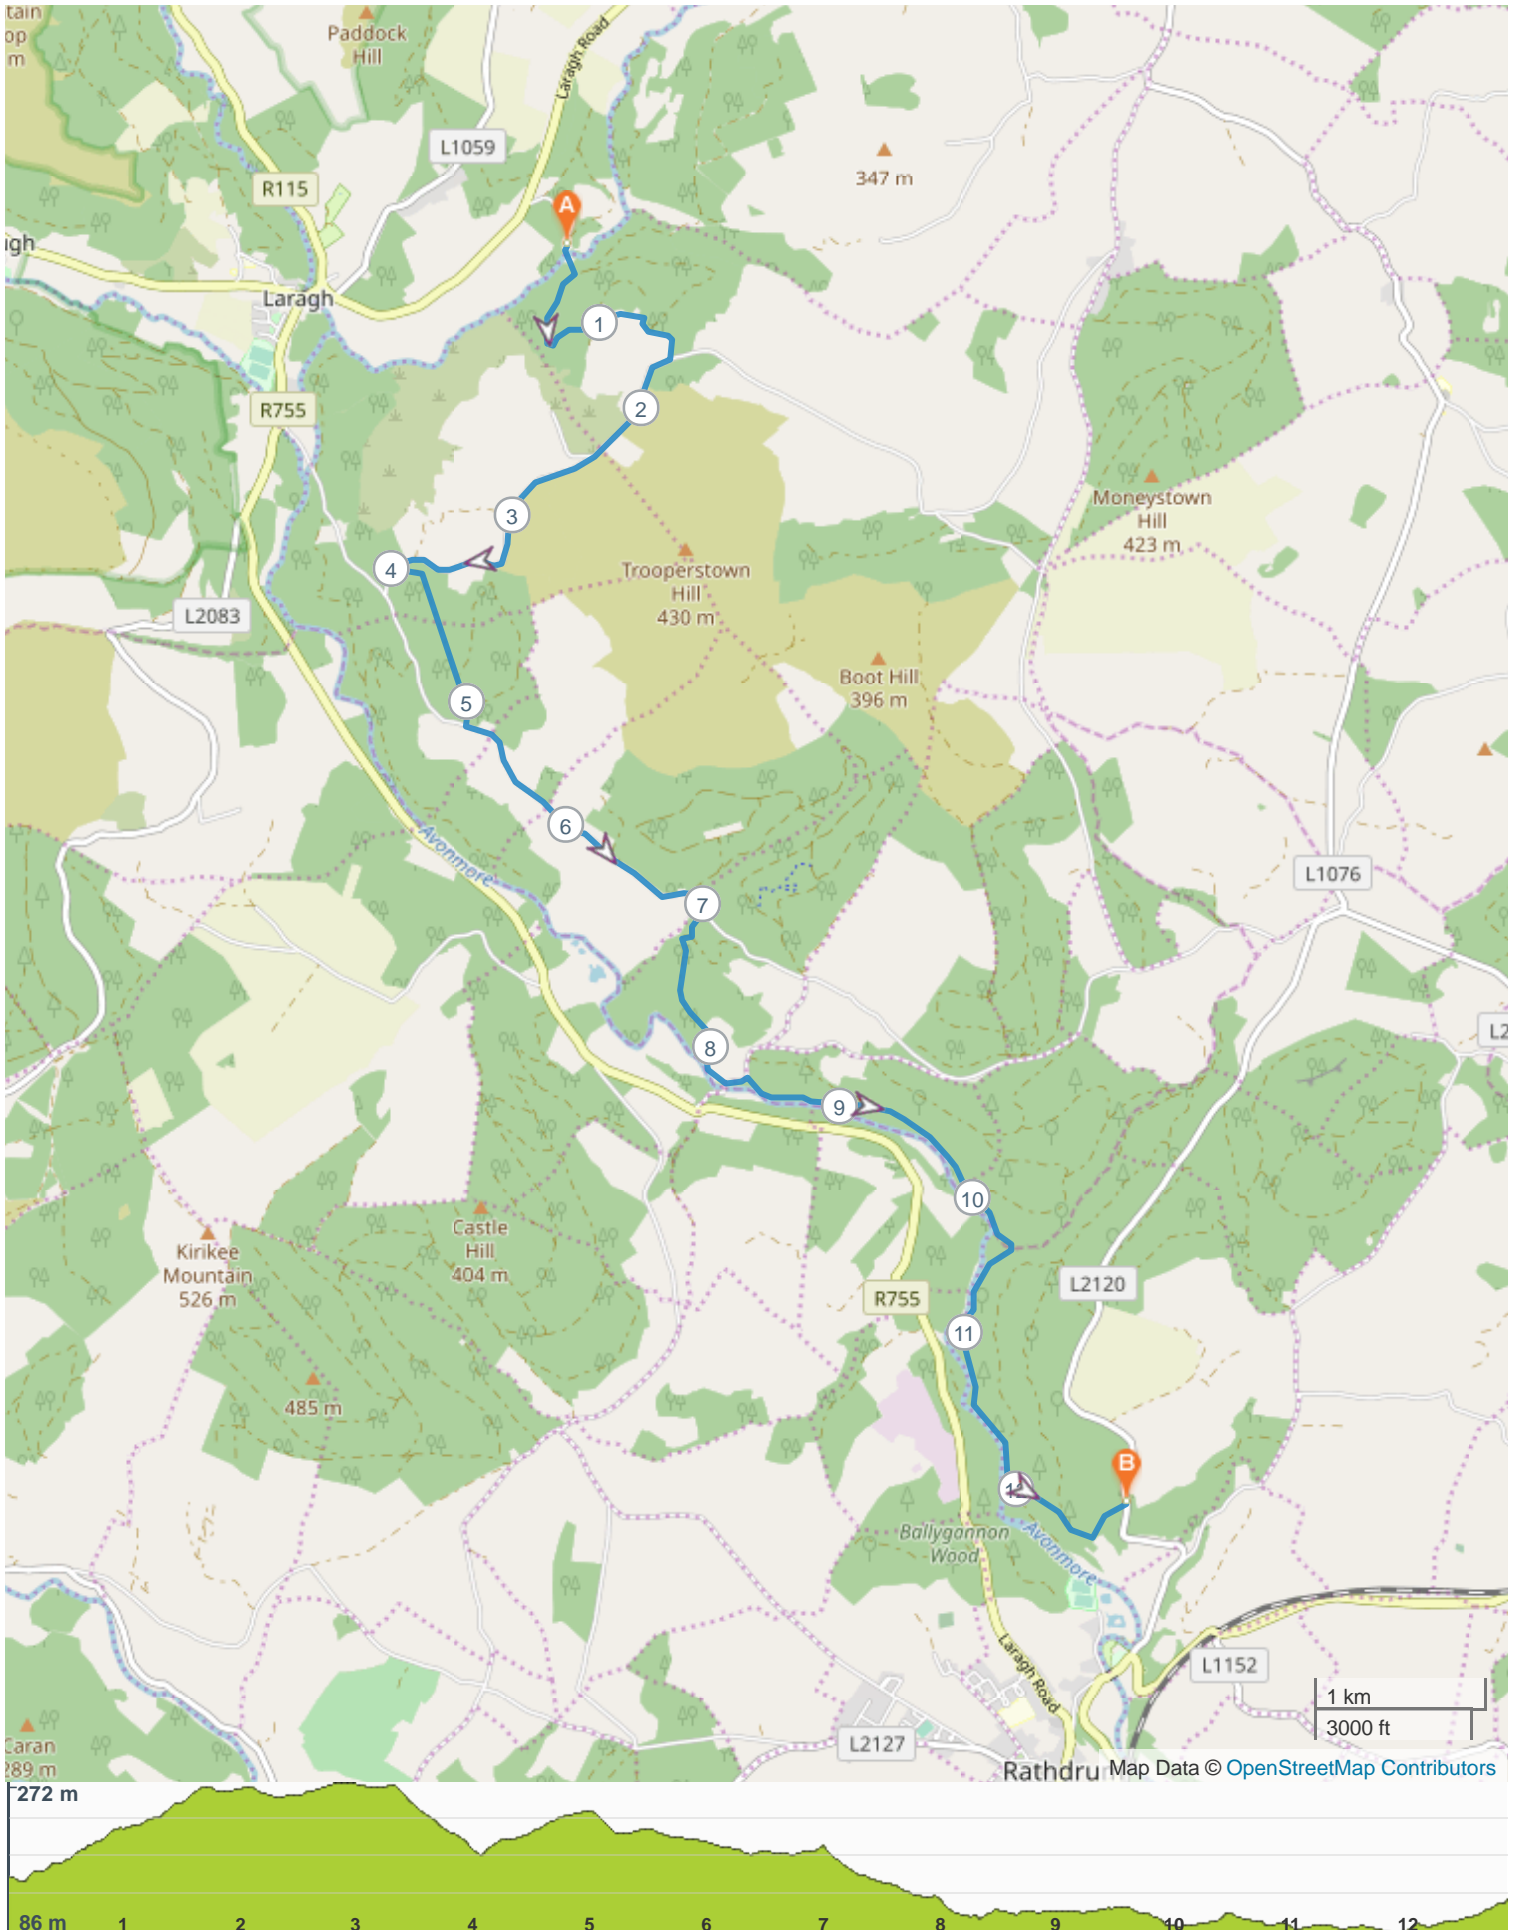 tain
op
m
Paddock
Hill
Laragh Road
L1059
347 m
R115
A
igh
Laragh
1
R755
2
Moneystown
Hill
423 m
3
Trooperstown
Hill
430 m
4
L2083
Boot Hill
396 m
5
6
Avonmore
L1076
7
L2
8
9
10
Castle
Hill
404 m
Kirikee
Mountain
526 m
L2120
R755
11
485 m
B
Ballygannon
Wood
Avonmore
Laragh Road
L1152
1 km
3000 ft
L2127
Caran
289 m
Rathdrum
Map Data © OpenStreetMap Contributors
272 m
86 m 1 2 3 4 5 6 7 8 9 10 11 12